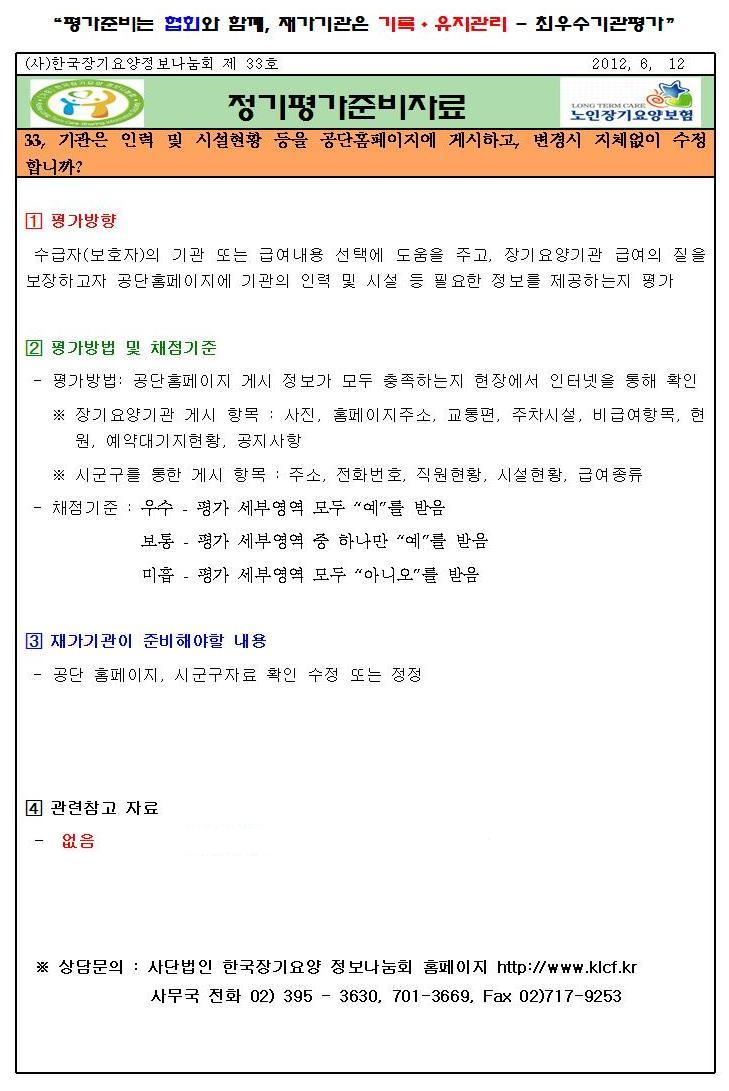 “평가준비는 협회와 함께, 재가기관은 기록·유지관리 - 최우수기관평가”
(사)한국장기요양정보나눔회 제 33호 2012, 6, 12
정기평가준비자료
LONG TERM CARE
노인장기요양보험
33, 기관은 인력 및 시설현황 등을 공단홈페이지에 게시하고, 변경시 지체없이 수정
합니까?
1 평가방향
수급자(보호자)의 기관 또는 급여내용 선택에 도움을 주고, 장기요양기관 급여의 질을
보장하고자 공단홈페이지에 기관의 인력 및 시설 등 필요한 정보를 제공하는지 평가
2 평가방법 및 채점기준
- 평가방법: 공단홈페이지 게시 정보가 모두 충족하는지 현장에서 인터넷을 통해 확인
※ 장기요양기관 게시 항목 : 사진, 홈페이지주소, 교통편, 주차시설, 비급여항목, 현
원, 예약대기지현황, 공지사항
※ 시군구를 통한 게시 항목 : 주소, 전화번호, 직원현황, 시설현황, 급여종류
- 채점기준 : 우수 - 평가 세부영역 모두 “예”를 받음
보통 - 평가 세부영역 중 하나만 “예”를 받음
미흡 - 평가 세부영역 모두 “아니오”를 받음
3 재가기관이 준비해야할 내용
- 공단 홈페이지, 시군구자료 확인 수정 또는 정정
4 관련참고 자료
- 없음
※ 상담문의 : 사단법인 한국장기요양 정보나눔회 홈페이지 http://www.klcf.kr
사무국 전화 02) 395 - 3630, 701-3669, Fax 02)717-9253